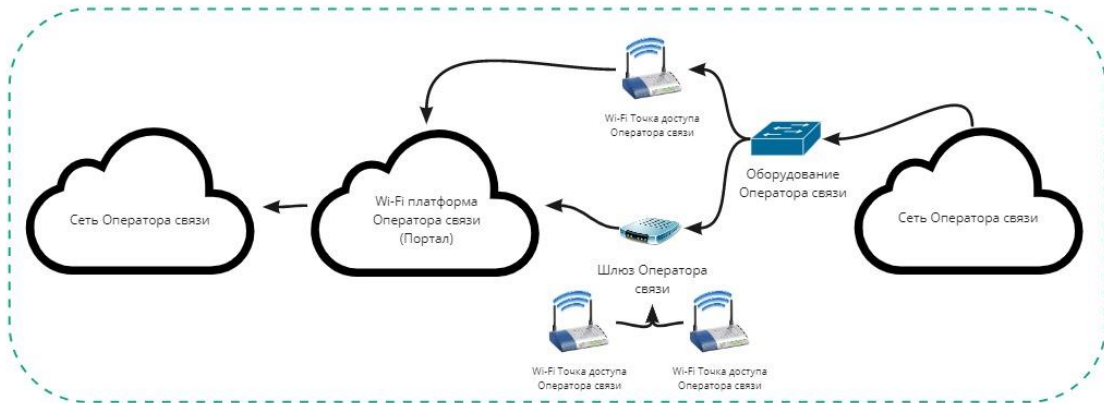 Wi-Fi Точка доступа
Оператора связи
Оборудование
Оператора связи
Сеть Оператора связи
Wi-Fi платформа
Оператора связи
(Портал)
Сеть Оператора связи
Шлюз Оператора
связи
Wi-Fi Точка доступа
Оператора связи
Wi-Fi Точка доступа
Оператора связи